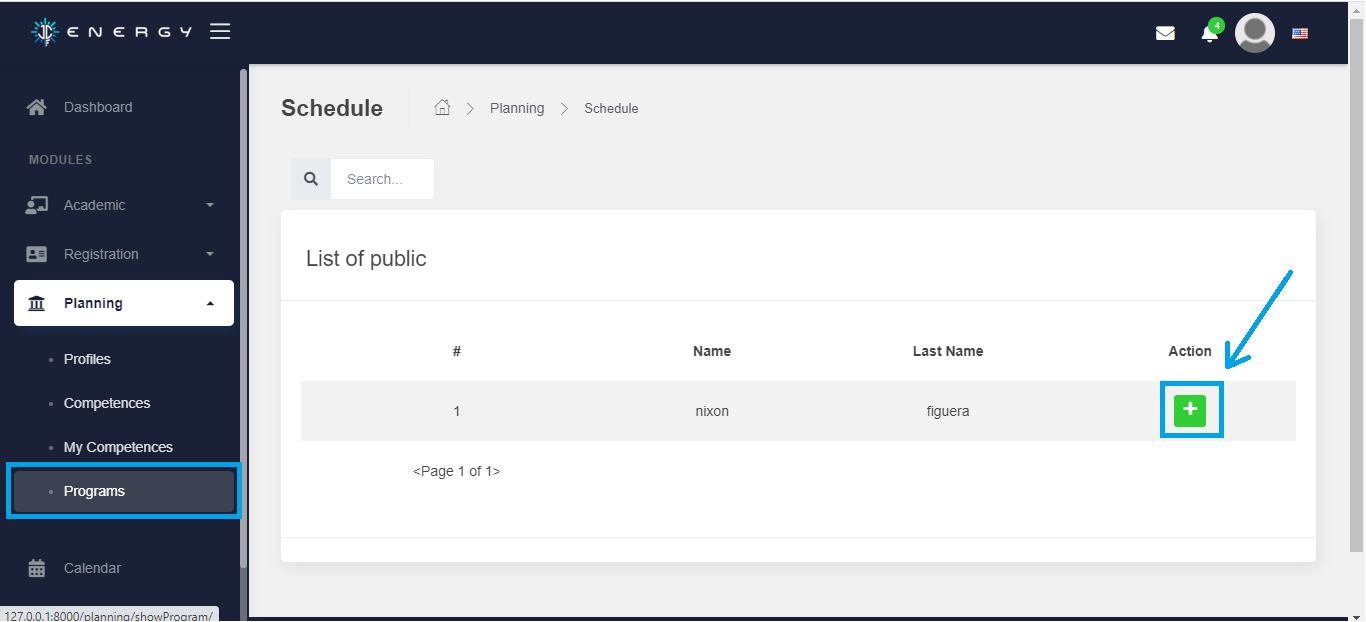 JD ENERGY
4
Dashboard
MODULES
Academic
Registration
Planning
Profiles
Competences
My Competences
Programs
Calendar
Schedule
Planning
Schedule
Search...
List of public
# Name Last Name Action
1 nixon figuera +
<Page 1 of 1>
127.0.0.1:8000/planning/showProgram/